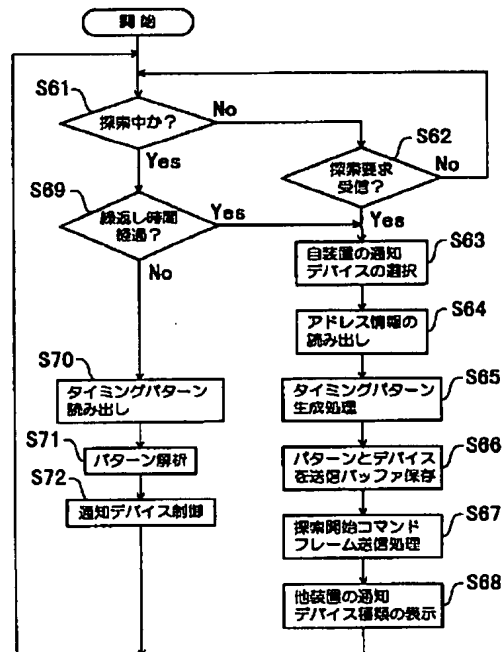 開始
S61
探索中か?
No
S62
探索要求
受信?
No
Yes
Yes
S69
繰返し時間
経過?
Yes
No
S63
自装置の通知
デバイスの選択
S64
アドレス情報の
読み出し
S70
タイミングパターン
読み出し
S65
タイミングパターン
生成処理
S71
パターン解析
S66
パターンとデバイス
を送信バッファ保存
S72
通知デバイス制御
S67
探索開始コマンド
フレーム送信処理
S68
他装置の通知
デバイス種類の表示